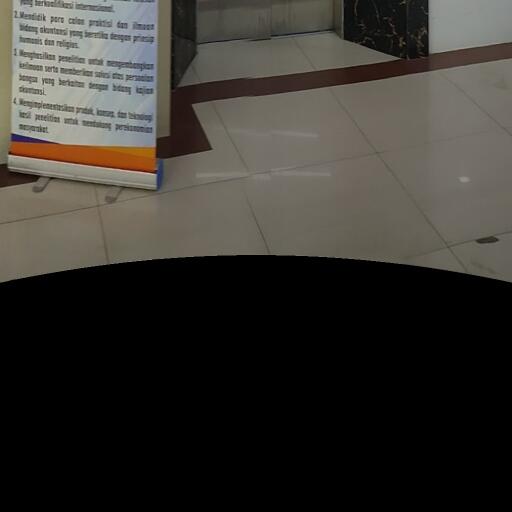 yang berkualifikasi internasional.
2. Mendidik para calon praktisi dan ilmuan
bidang akuntansi yang beretika dengan prinsip
humanis dan religius.
3. Menghasilkan penelitian untuk mengembangkan
keilmuan serta memberikan solusi atas persoalan
bangsa yang berkaitan dengan bidang kajian
akuntansi.
4. Mengimplementasikan produk, konsep, dan teknologi
hasil penelitian untuk mendukung perekonomian
masyarakat.